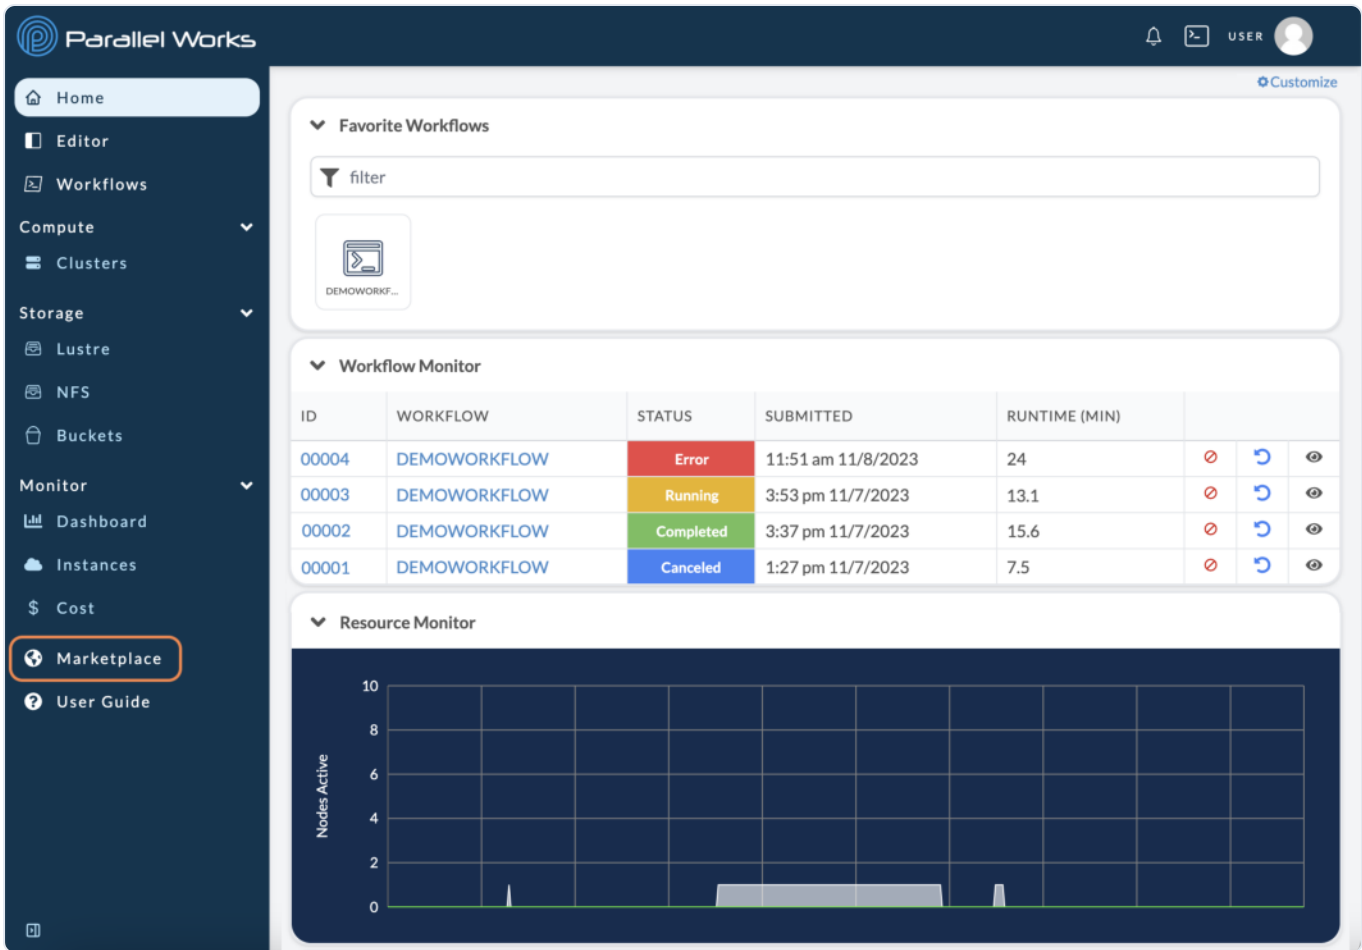 Parallel Works
USER
Home
Editor
Workflows
Compute
Clusters
Storage
Lustre
NFS
Buckets
Monitor
Dashboard
Instances
Cost
Marketplace
User Guide
Customize
Favorite Workflows
filter
DEMOWORKF...
Workflow Monitor
ID WORKFLOW STATUS SUBMITTED RUNTIME (MIN)
00004 DEMOWORKFLOW Error 11:51 am 11/8/2023 24
00003 DEMOWORKFLOW Running 3:53 pm 11/7/2023 13.1
00002 DEMOWORKFLOW Completed 3:37 pm 11/7/2023 15.6
00001 DEMOWORKFLOW Canceled 1:27 pm 11/7/2023 7.5
Resource Monitor
Nodes Active
10
8
6
4
2
0